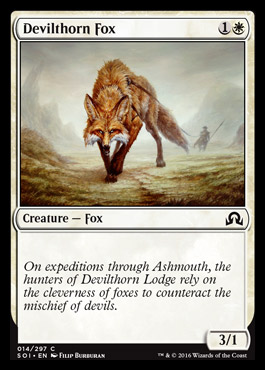 Devilthorn Fox 1
Creature — Fox
On expeditions through Ashmouth, the
hunters of Devilthorn Lodge rely on
the cleverness of foxes to counteract the
mischief of devils.
3/1
014/297 C
SOI • EN Filip Burburan
™ & © 2016 Wizards of the Coast